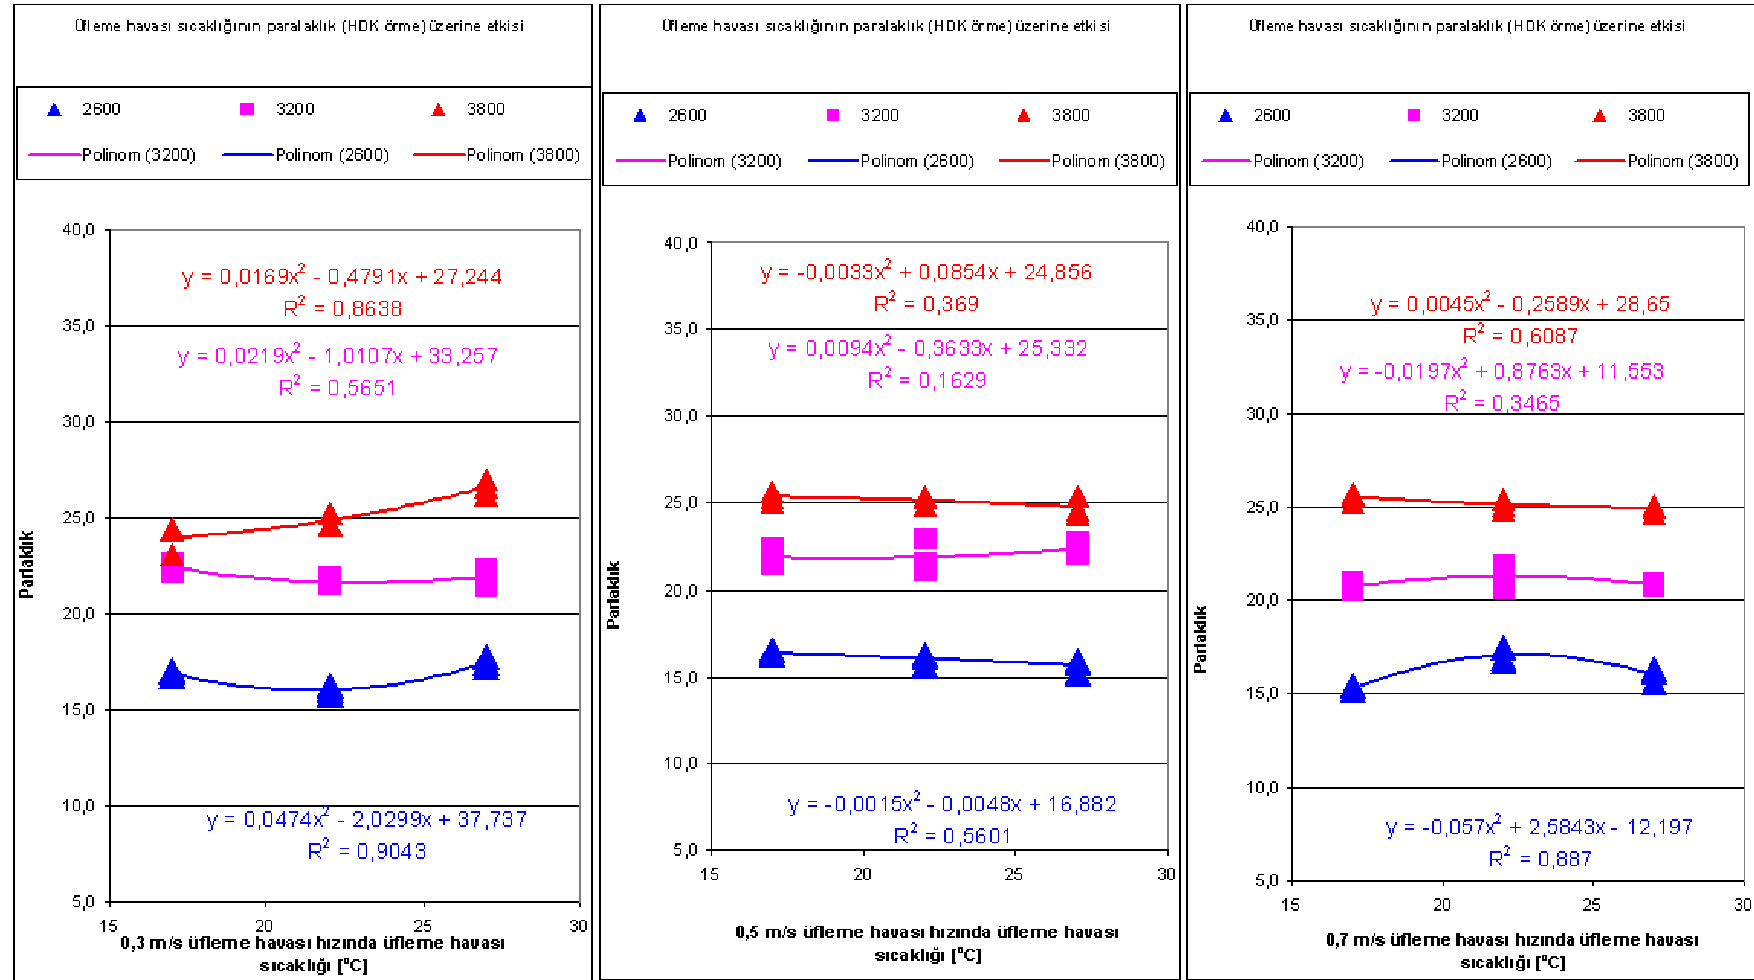 Üfleme havası sıcaklığının paralaklık (HDK örme) üzerine etkisi
2600 3200 3800
Polinom (3200) Polinom (2600) Polinom (3800)
Parlaklık
40,0
35,0
30,0
25,0
20,0
15,0
10,0
5,0
y = 0,0169x² - 0,4791x + 27,244
R² = 0,8638
y = 0,0219x² - 1,0107x + 33,257
R² = 0,5651
y = 0,0474x² - 2,0299x + 37,737
R² = 0,9043
15 20 25 30
0,3 m/s üfleme havası hızında üfleme havası
sıcaklığı [⁰C]
Üfleme havası sıcaklığının paralaklık (HDK örme) üzerine etkisi
2600 3200 3800
Polinom (3200) Polinom (2600) Polinom (3800)
Parlaklık
40,0
35,0
30,0
25,0
20,0
15,0
10,0
5,0
y = -0,0033x² + 0,0854x + 24,856
R² = 0,369
y = 0,0094x² - 0,3633x + 25,332
R² = 0,1629
y = -0,0015x² - 0,0048x + 16,882
R² = 0,5601
15 20 25 30
0,5 m/s üfleme havası hızında üfleme havası
sıcaklığı [⁰C]
Üfleme havası sıcaklığının paralaklık (HDK örme) üzerine etkisi
2600 3200 3800
Polinom (3200) Polinom (2600) Polinom (3800)
Parlaklık
40,0
35,0
30,0
25,0
20,0
15,0
10,0
5,0
y = 0,0045x² - 0,2589x + 28,65
R² = 0,6087
y = -0,0197x² + 0,8763x + 11,553
R² = 0,3465
y = -0,057x² + 2,5843x - 12,197
R² = 0,887
15 20 25 30
0,7 m/s üfleme havası hızında üfleme havası
sıcaklığı [⁰C]